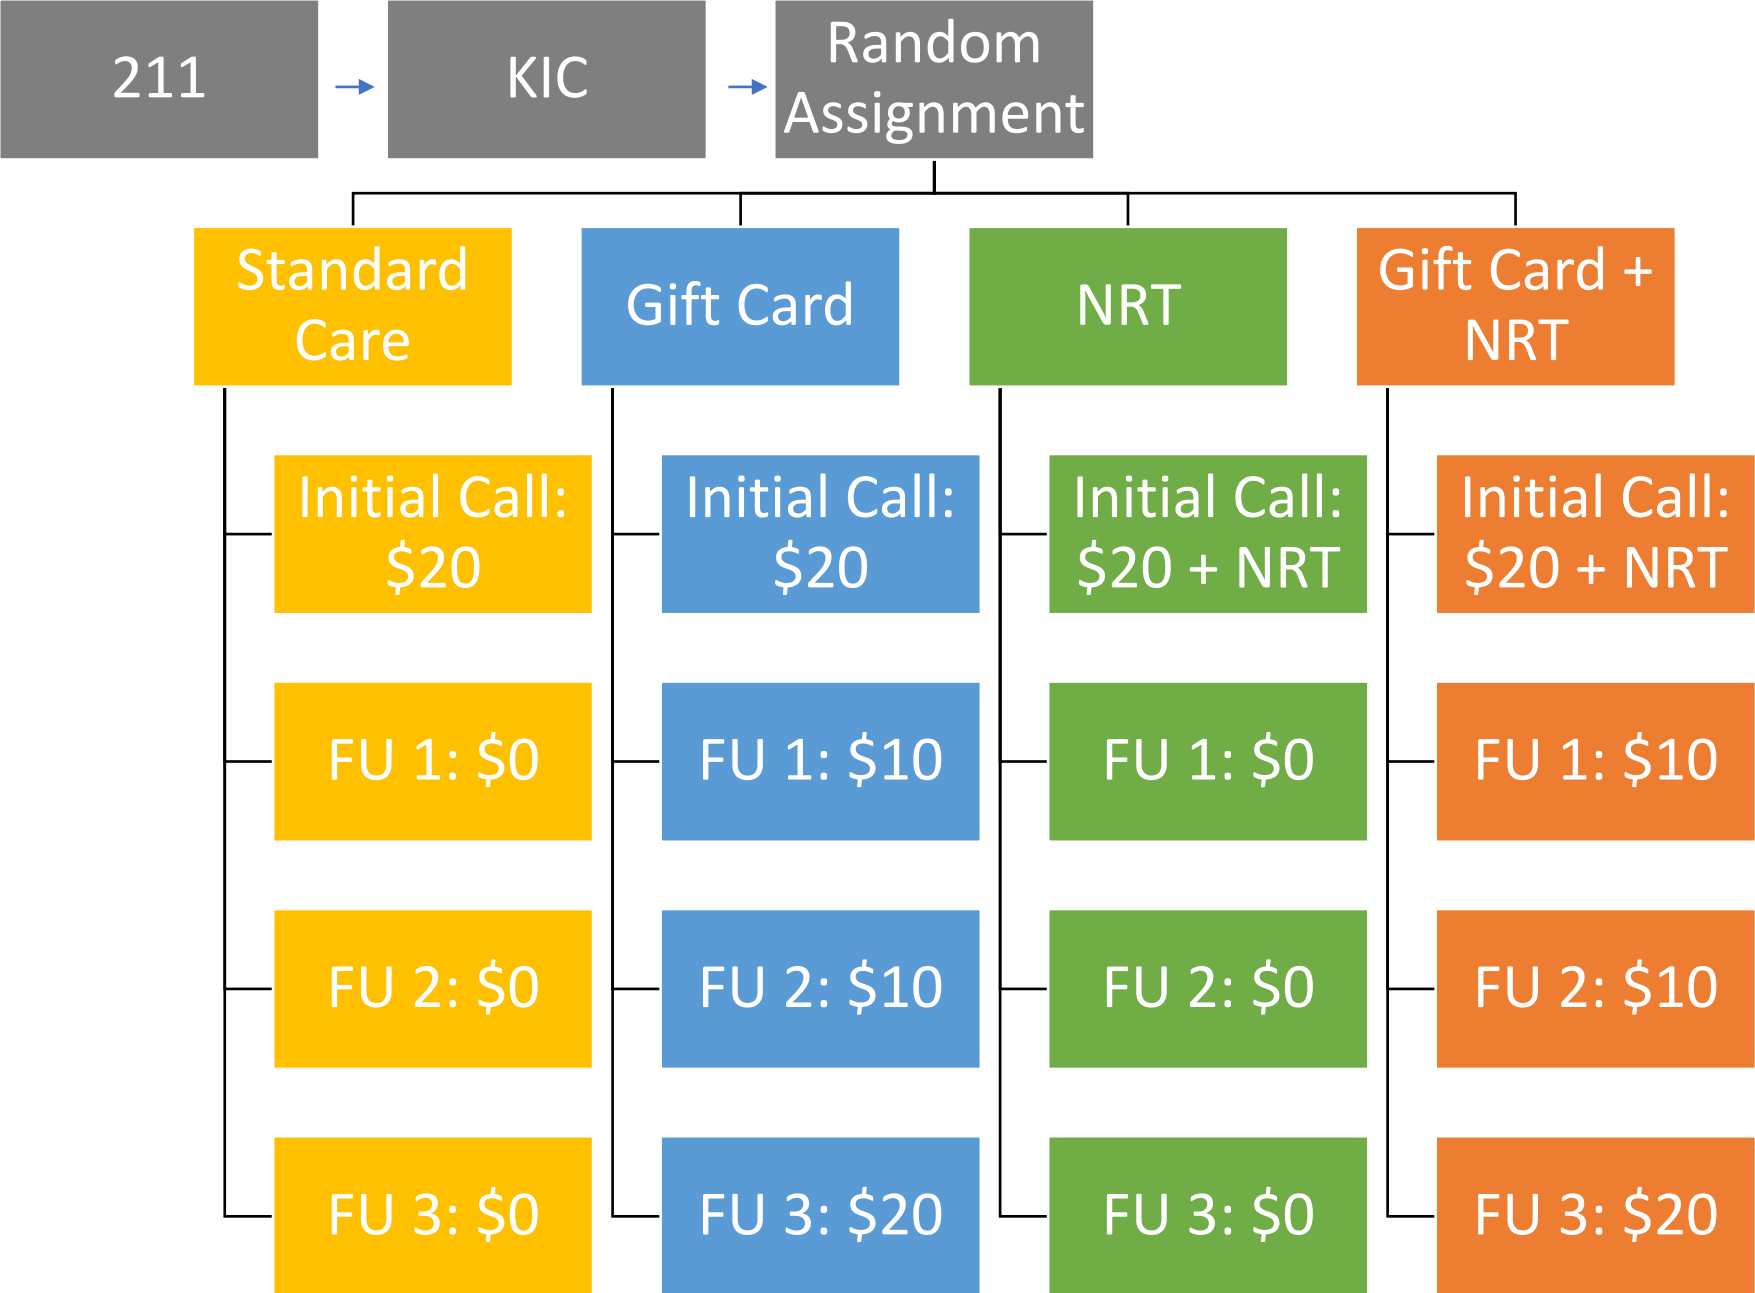 211
KIC
Random
Assignment
Standard
Care
Gift Card
NRT
Gift Card +
NRT
Initial Call:
$20
Initial Call:
$20
Initial Call:
$20 + NRT
Initial Call:
$20 + NRT
FU 1: $0
FU 1: $10
FU 1: $0
FU 1: $10
FU 2: $0
FU 2: $10
FU 2: $0
FU 2: $10
FU 3: $0
FU 3: $20
FU 3: $0
FU 3: $20